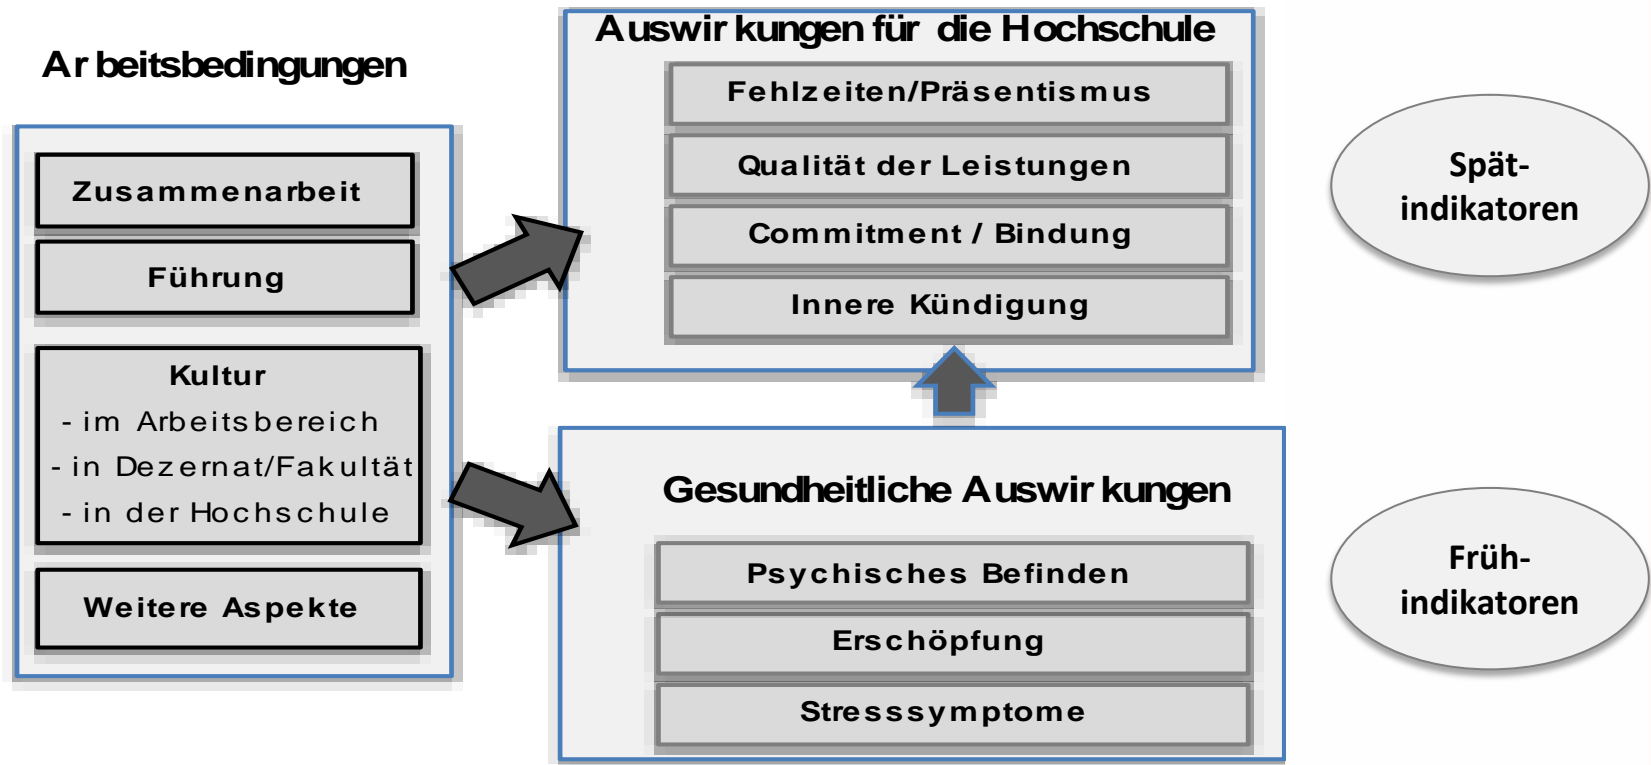 Arbeitsbedingungen
Zusammenarbeit
Führung
Kultur
- im Arbeitsbereich
- in Dezernat/Fakultät
- in der Hochschule
Weitere Aspekte
Auswirkungen für die Hochschule
Fehlzeiten/Präsentismus
Qualität der Leistungen
Commitment / Bindung
Innere Kündigung
Gesundheitliche Auswirkungen
Psychisches Befinden
Erschöpfung
Stresssymptome
Spät-
indikatoren
Früh-
indikatoren